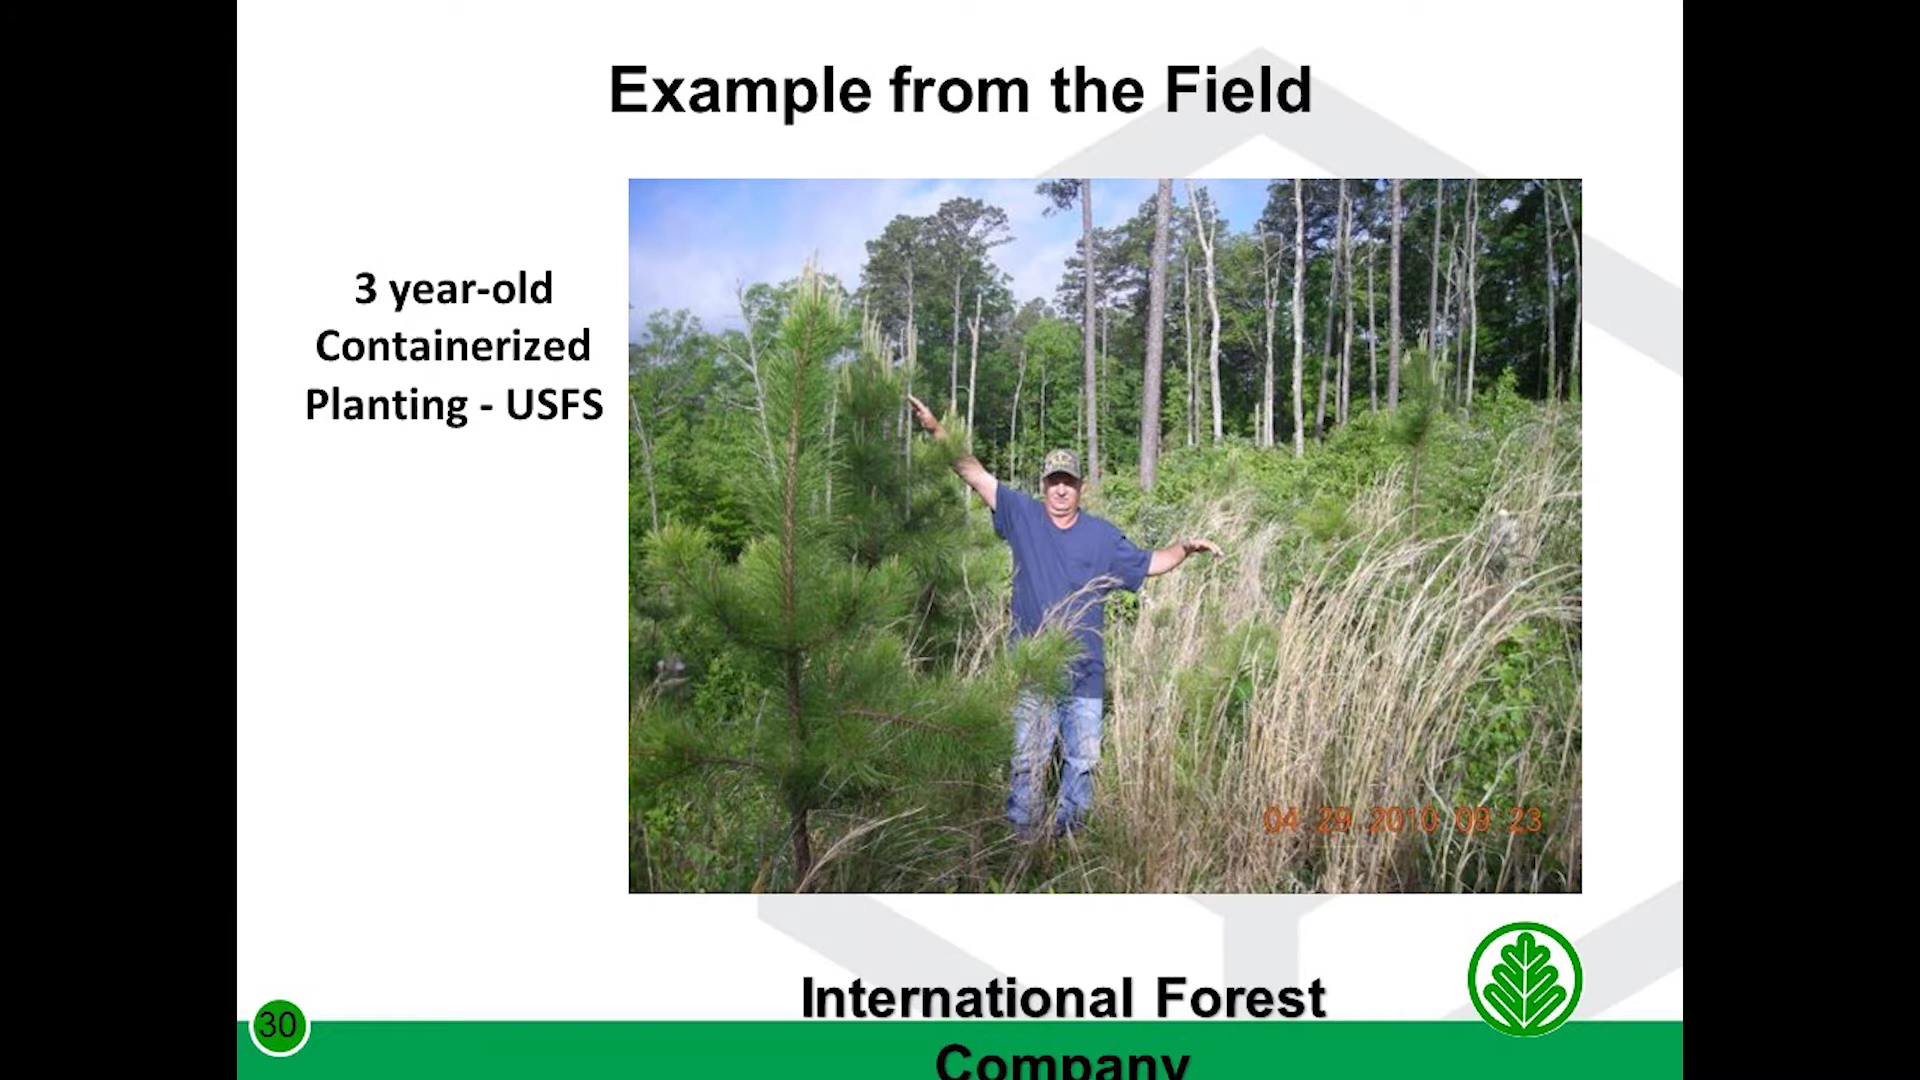 Example from the Field
3 year-old
Containerized
Planting - USFS
04 29 2010 09:23
International Forest
Company
30